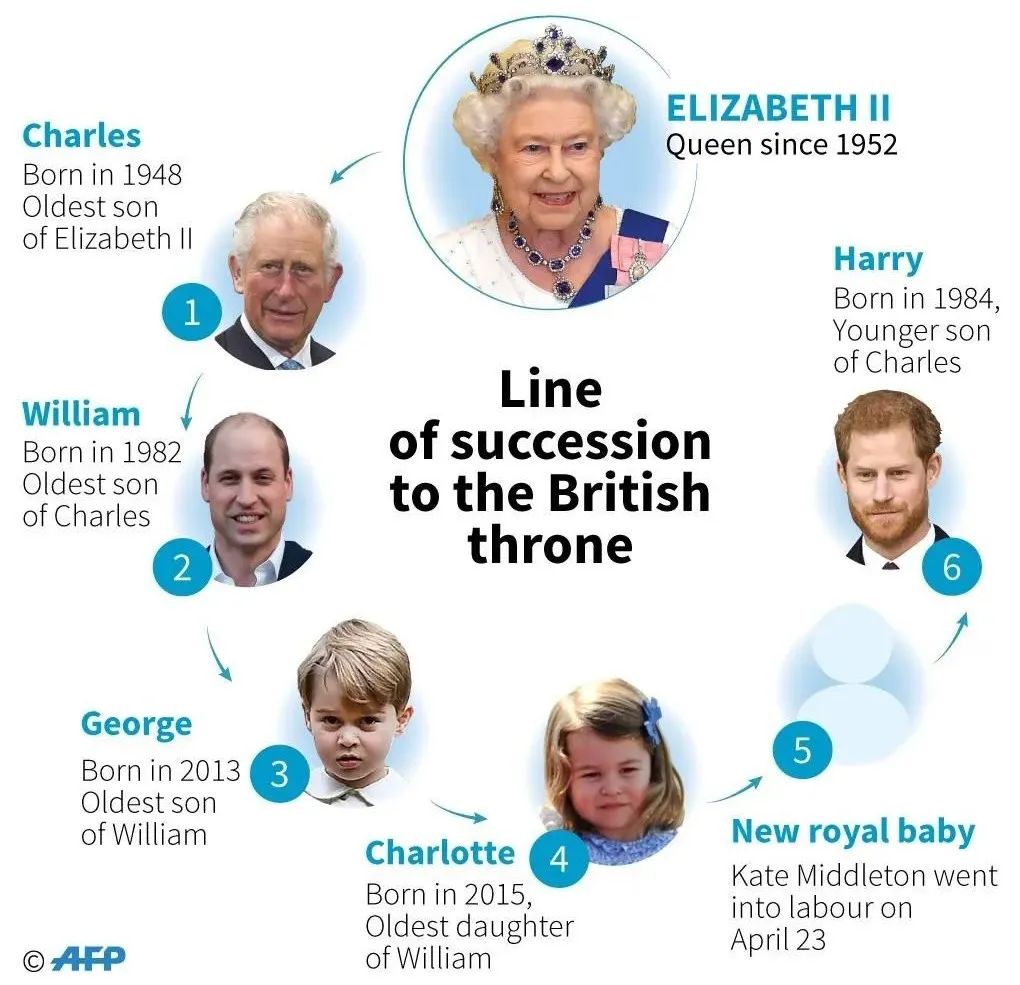 ELIZABETH II
Queen since 1952
Charles
Born in 1948
Oldest son
of Elizabeth II
1
William
Born in 1982
Oldest son
of Charles
2
George
Born in 2013
Oldest son
of William
3
Charlotte
Born in 2015,
Oldest daughter
of William
4
New royal baby
Kate Middleton went
into labour on
April 23
5
Harry
Born in 1984,
Younger son
of Charles
6
Line
of succession
to the British
throne
© AFP